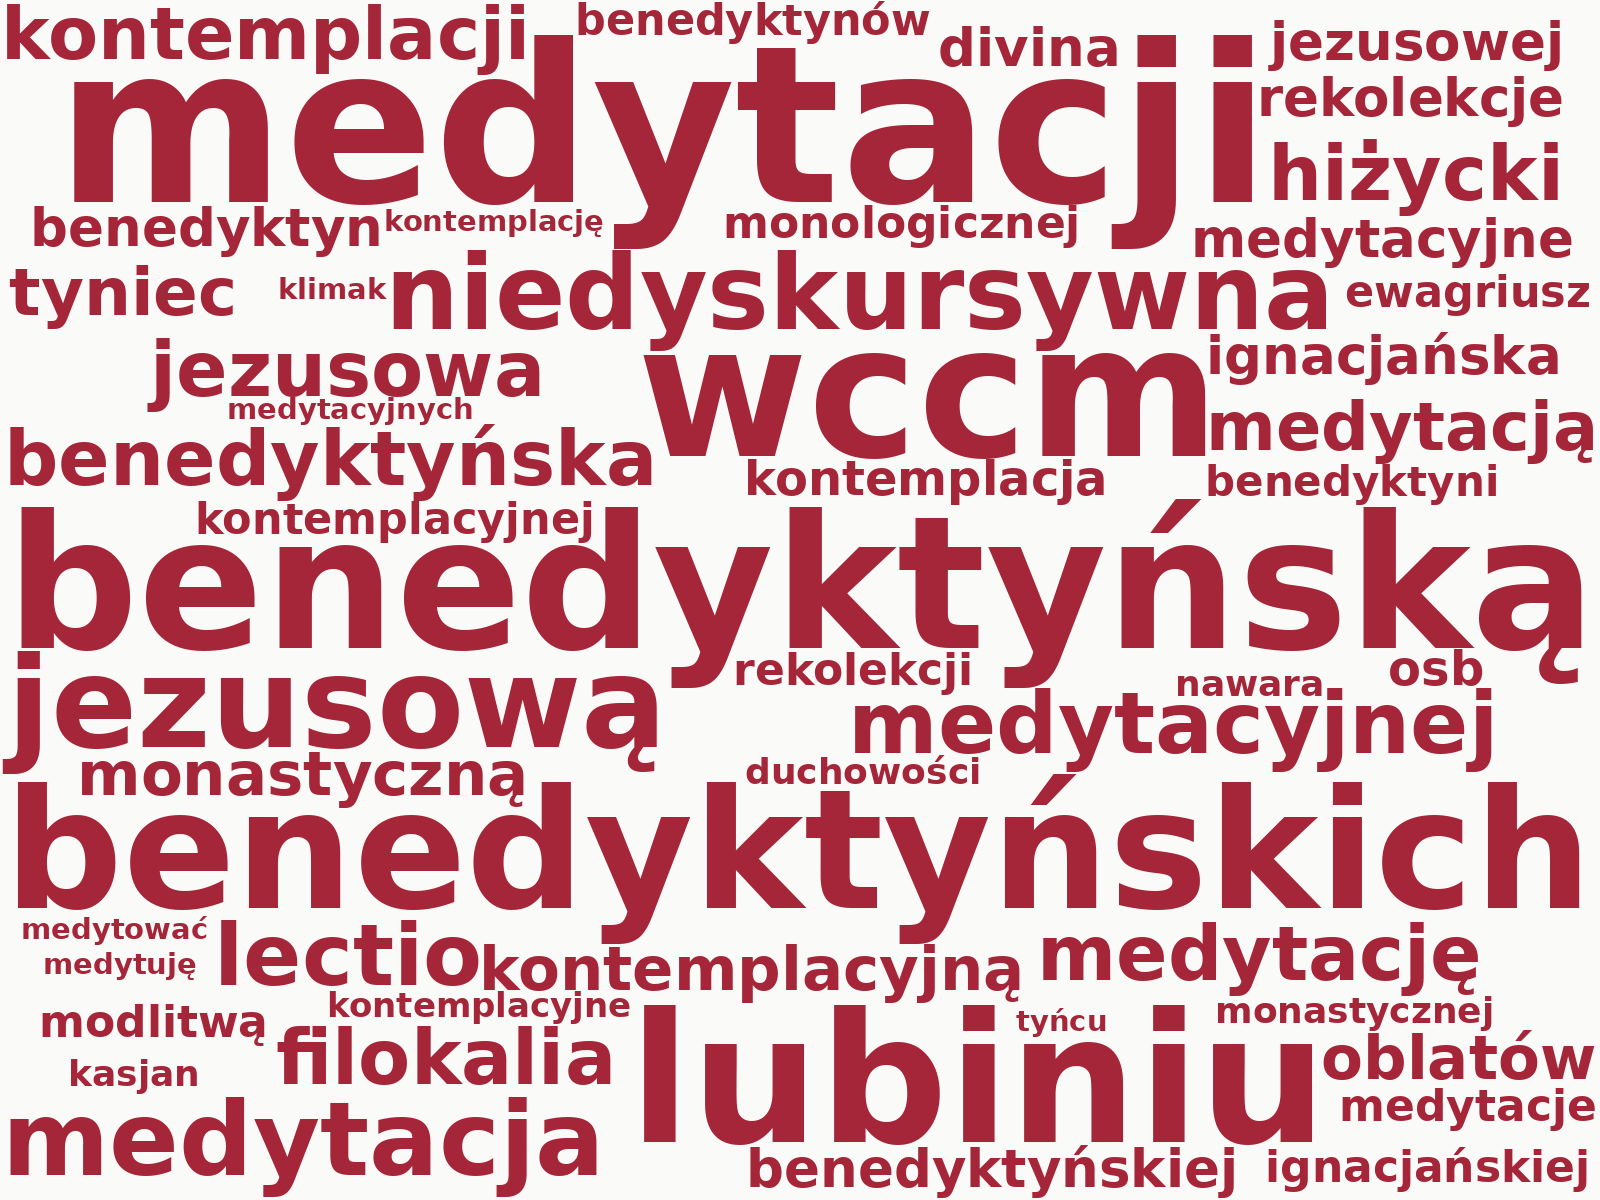 kontemplacji
benedyktynów
divina
jezusowej
medytacji
rekolekcje
hiżycki
benedyktyn
kontemplację
monologicznej
medytacyjne
tyniec
klimak
niedyskursywna
ewagriusz
jezusowa
wccm
ignacjańska
medytacyjnych
medytacją
benedyktyńska
kontemplacja
benedyktyni
kontemplacyjnej
benedyktyńską
jezusową
rekolekcji
nawara
osb
medytacyjnej
monastyczną
duchowości
benedyktyńskich
medytować
lectio
kontemplacyjną
medytację
medytuję
modlitwą
kontemplacyjne
lubiniu
tyńcu
monastycznej
kasjan
filokalia
oblatów
medytacja
medytacje
benedyktyńskiej
ignacjańskiej